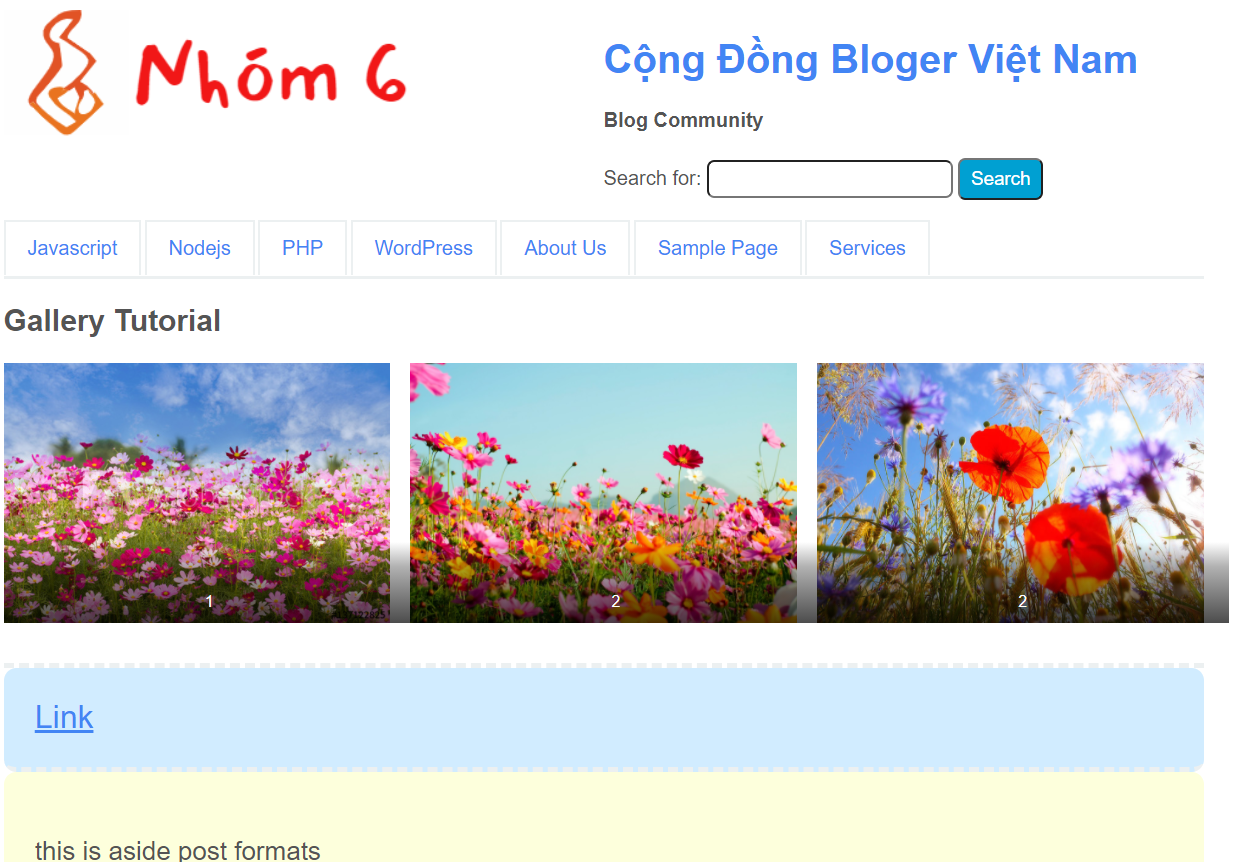 Nhóm 6
Cộng Đồng Bloger Việt Nam
Blog Community
Search for: Search
Javascript Nodejs PHP WordPress About Us Sample Page Services
Gallery Tutorial
1 2 2
Link
this is aside post formats